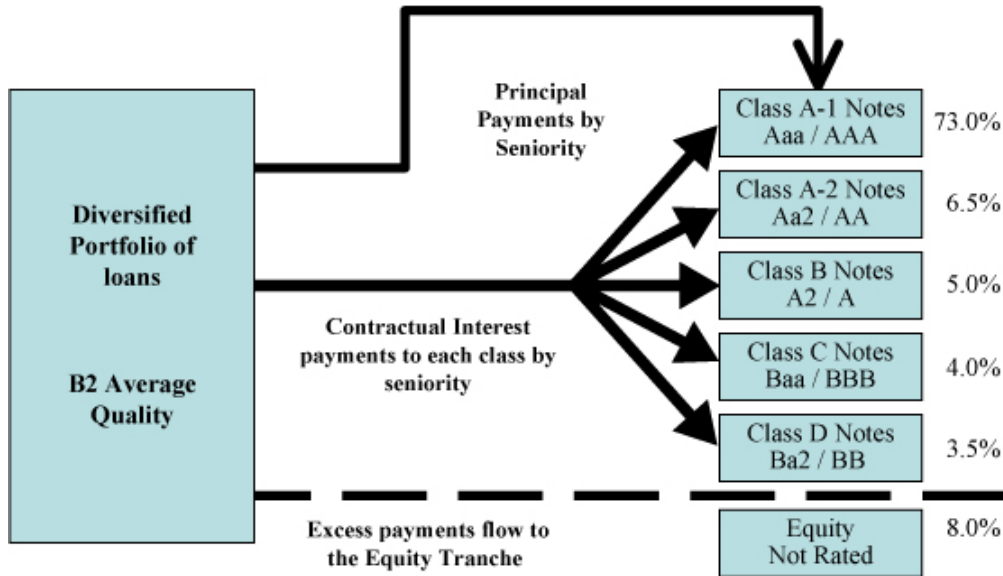 Principal
Payments by
Seniority
Diversified
Portfolio of
loans
B2 Average
Quality
Contractual Interest
payments to each class by
seniority
Excess payments flow to
the Equity Tranche
Class A-1 Notes
Aaa / AAA
73.0%
Class A-2 Notes
Aa2 / AA
6.5%
Class B Notes
A2 / A
5.0%
Class C Notes
Baa / BBB
4.0%
Class D Notes
Ba2 / BB
3.5%
Equity
Not Rated
8.0%